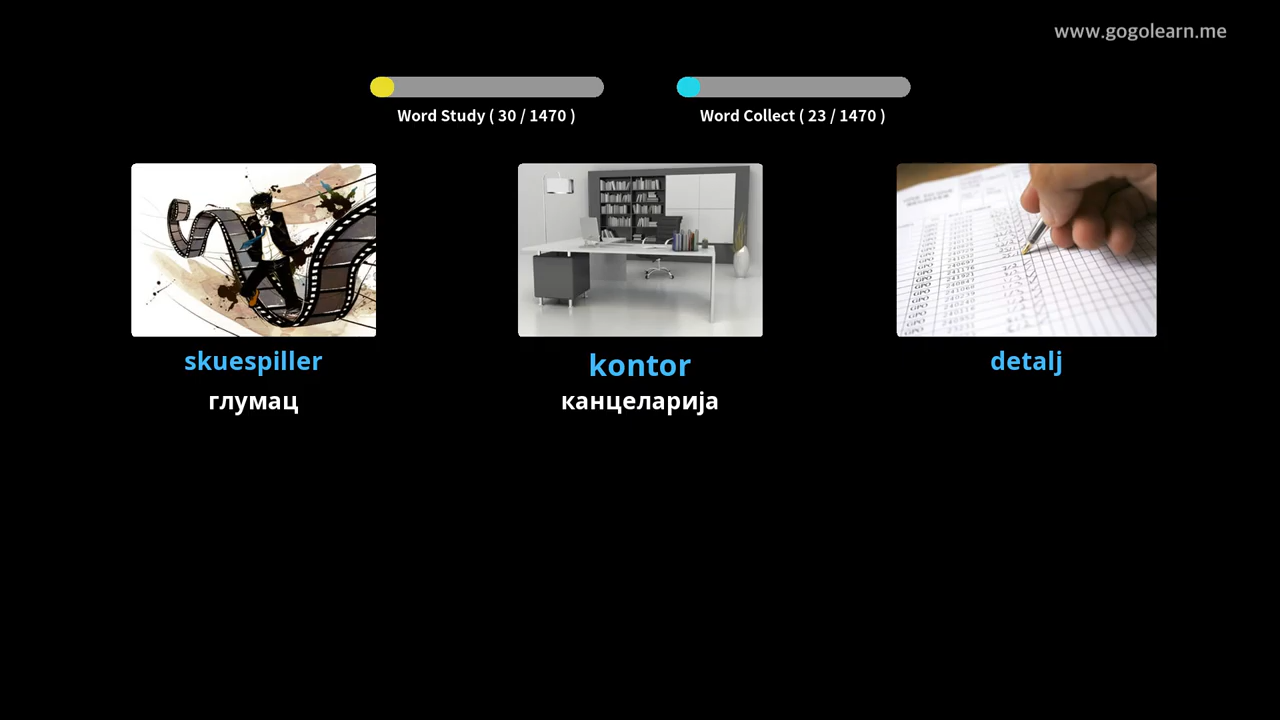 www.gogolearn.me
Word Study ( 30 / 1470 )
Word Collect ( 23 / 1470 )
skuespiller
kontor
detalj
глумац
канцеларија